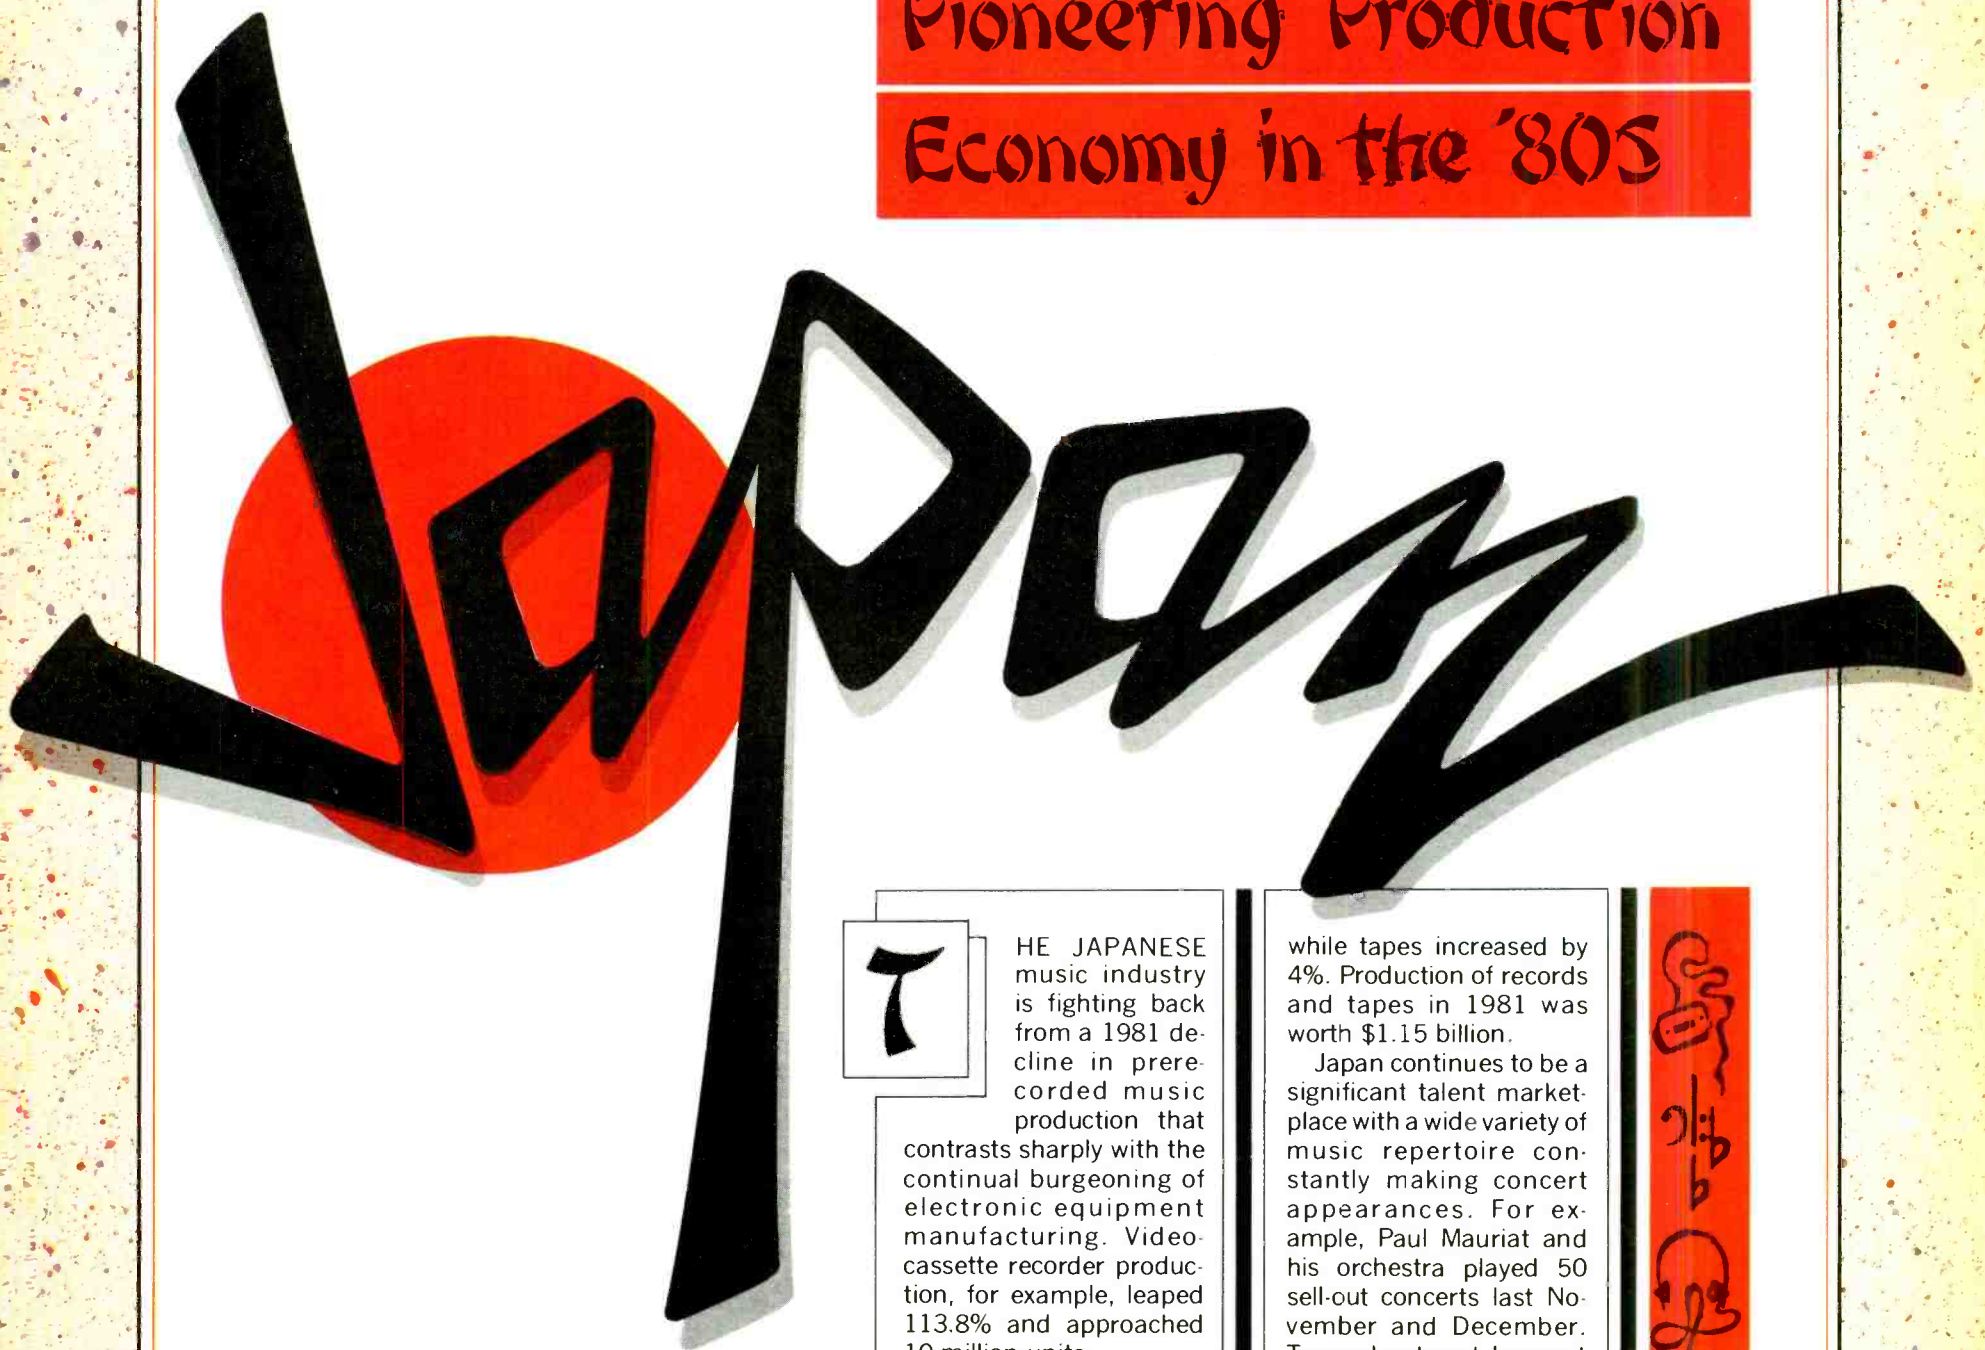 Pioneering Production
Economy in the '80s
Japan
T
HE JAPANESE
music industry
is fighting back
from a 1981 de-
cline in prere-
corded music
production that
contrasts sharply with the
continual burgeoning of
electronic equipment
manufacturing. Video-
cassette recorder produc-
tion, for example, leaped
113.8% and approached
10 million units
while tapes increased by
4%. Production of records
and tapes in 1981 was
worth $1.15 billion.
Japan continues to be a
significant talent market-
place with a wide variety of
music repertoire con-
stantly making concert
appearances. For ex-
ample, Paul Mauriat and
his orchestra played 50
sell-out concerts last No-
vember and December.